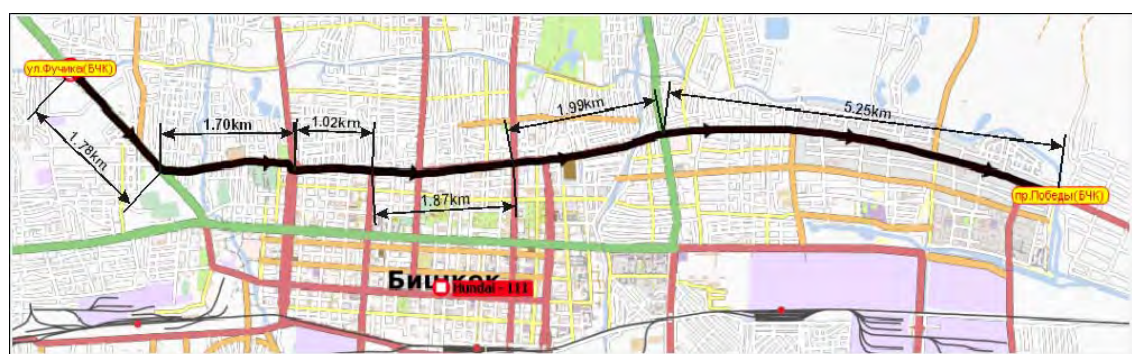 ул.Фучика(БЧК)
1.78km
1.70km
1.02km
1.87km
1.99km
5.25km
пр.Победы(БЧК)
Бишкек
Hundai - 111